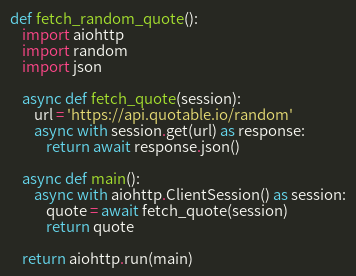 def fetch_random_quote():
    import aiohttp
    import random
    import json

    async def fetch_quote(session):
        url = 'https://api.quotable.io/random'
        async with session.get(url) as response:
            return await response.json()

    async def main():
        async with aiohttp.ClientSession() as session:
            quote = await fetch_quote(session)
            return quote

    return aiohttp.run(main)